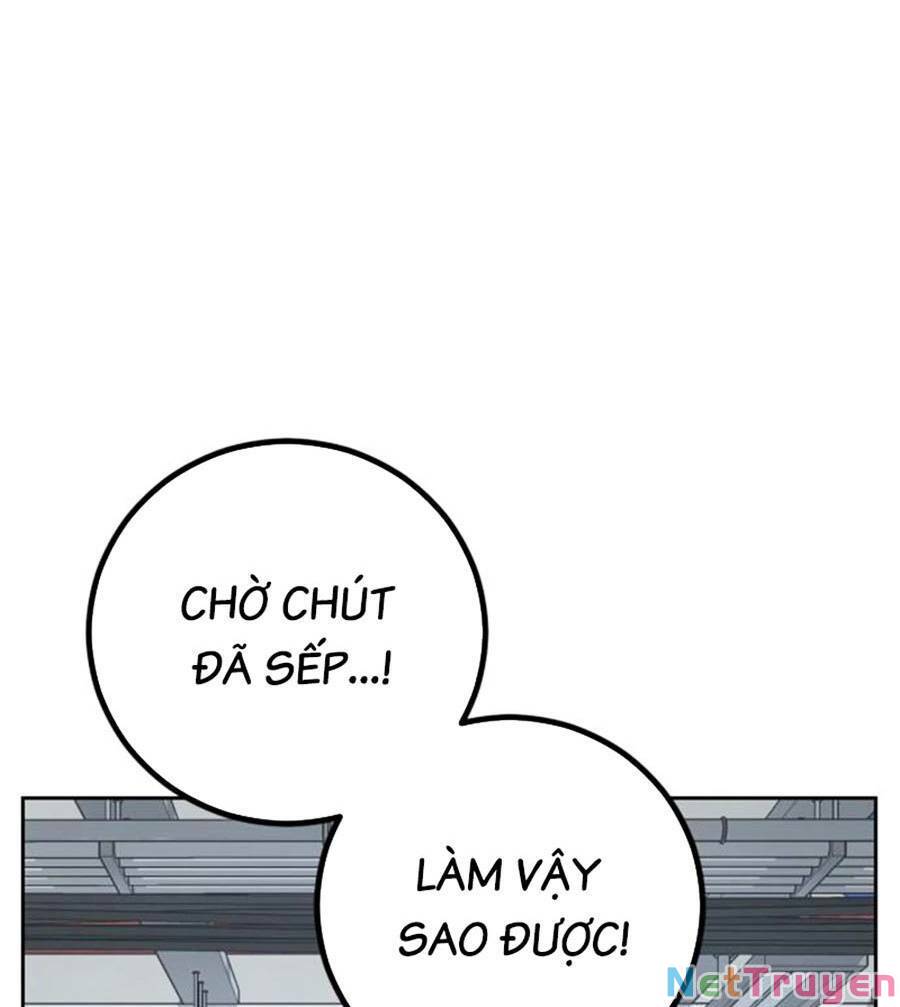 CHỜ CHÚT
ĐÃ SẾP...!
LÀM VẬY
SAO ĐƯỢC!
NetTruyen